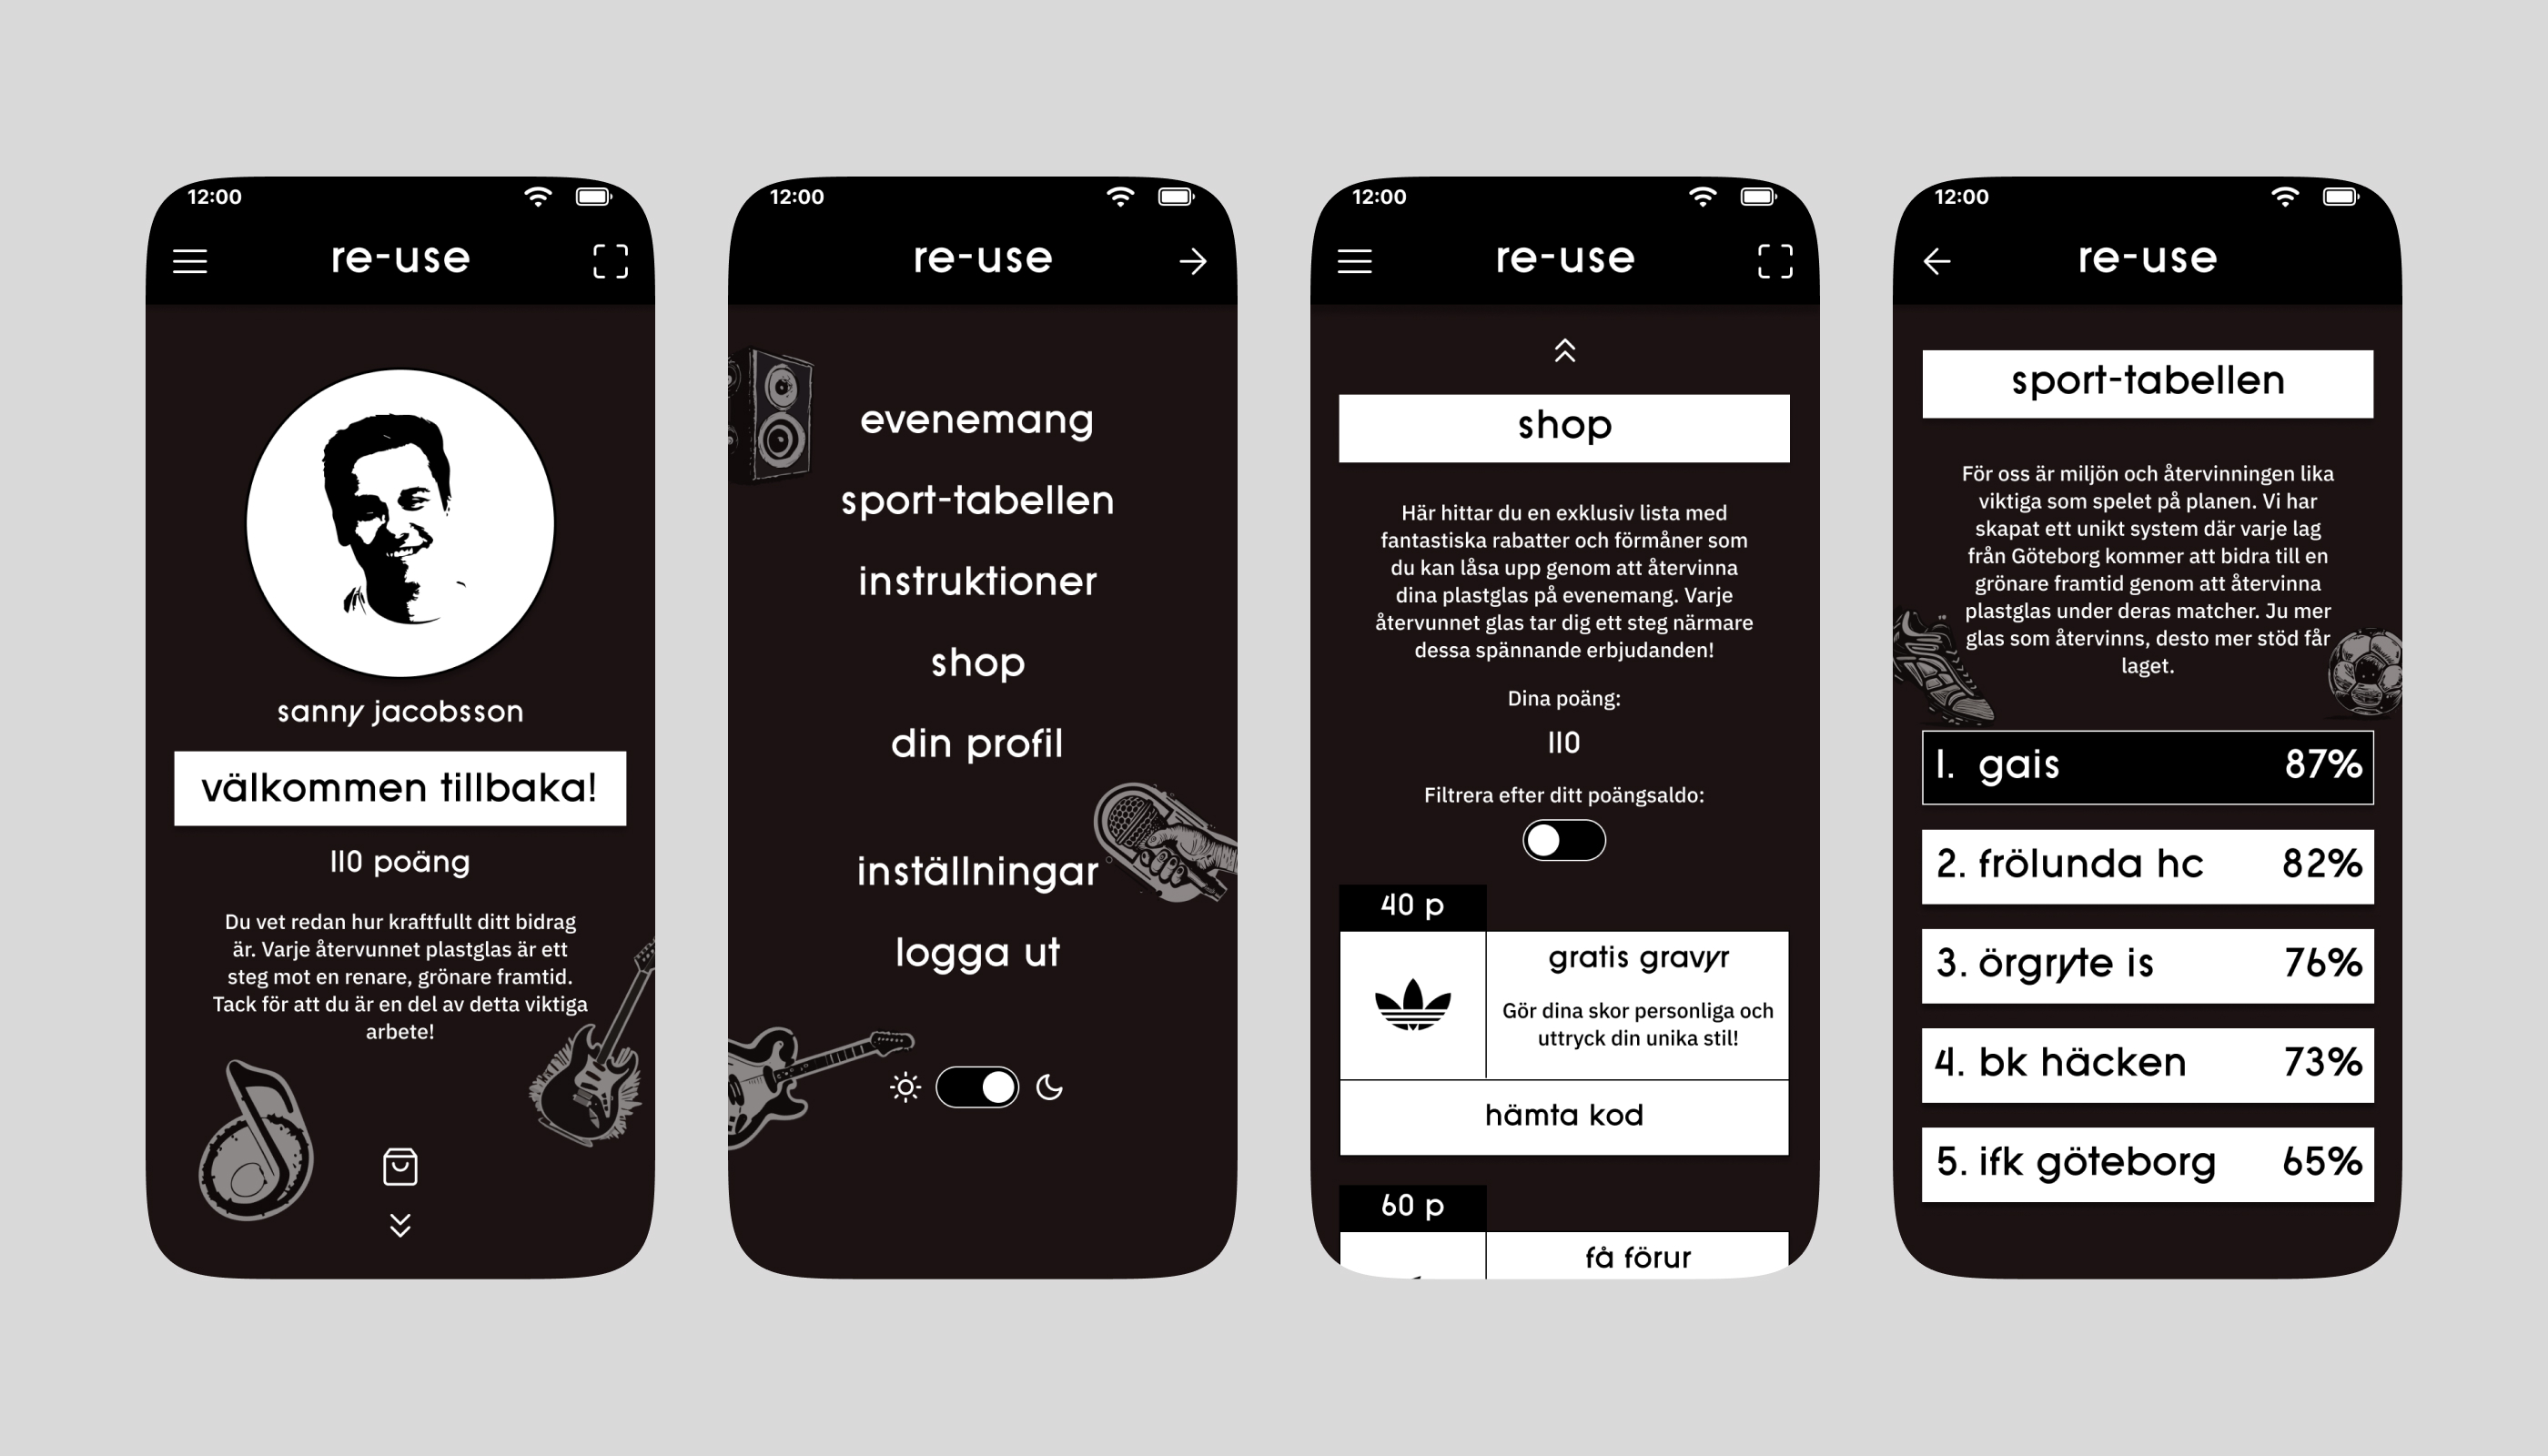 12:00
re-use
sanny jacobsson
välkommen tillbaka!
110 poäng
Du vet redan hur kraftfullt ditt bidrag
är. Varje återvunnet plastglas är ett
steg mot en renare, grönare framtid.
Tack för att du är en del av detta viktiga
arbete!
12:00
re-use
evenemang
sport-tabellen
instruktioner
shop
din profil
inställningar
logga ut
12:00
re-use
shop
Här hittar du en exklusiv lista med
fantastiska rabatter och förmåner som
du kan låsa upp genom att återvinna
dina plastglas på evenemang. Varje
återvunnet glas tar dig ett steg närmare
dessa spännande erbjudanden!
Dina poäng:
110
Filtrera efter ditt poängsaldo:
40 p
gratis gravyr
Gör dina skor personliga och
uttryck din unika stil!
hämta kod
60 p
få förur
12:00
re-use
sport-tabellen
För oss är miljön och återvinningen lika
viktiga som spelet på planen. Vi har
skapat ett unikt system där varje lag
från Göteborg kommer att bidra till en
grönare framtid genom att återvinna
plastglas under deras matcher. Ju mer
glas som återvinns, desto mer stöd får
laget.
1. gais 87%
2. frölunda hc 82%
3. örgryte is 76%
4. bk häcken 73%
5. ifk göteborg 65%